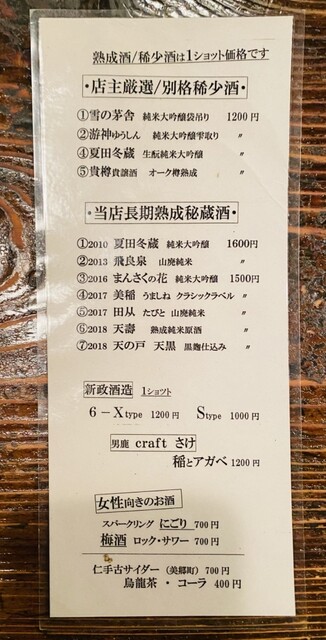 熟成酒/稀少酒は1ショット価格です
・店主厳選/別格稀少酒・
①雪の茅舎 純米大吟醸袋吊り 1200円
②游神ゆうしん 純米大吟醸雫取り 〃
④夏田冬蔵 生酛純米大吟醸 〃
⑤貴樽貴醸酒 オーク樽熟成 〃
・当店長期熟成秘蔵酒・
①2010 夏田冬蔵 純米大吟醸 1600円
②2013 飛良泉 山廃純米 〃
③2016 まんさくの花 純米大吟醸 1500円
④2017 美稲 うましね クラシックラベル 〃
⑤2017 田从 たびと 山廃純米 〃
⑥2018 天壽 熟成純米原酒 〃
⑦2018 天の戸 天黒 黒麹仕込み 〃
新政酒造 1ショット
6－Xtype 1200円 Stype 1000円
男鹿 craft さけ
稲とアガベ 1200円
女性向きのお酒
スパークリング にごり 700円
梅酒 ロック・サワー 700円
仁手古サイダー（美郷町）700円
烏龍茶・コーラ 400円